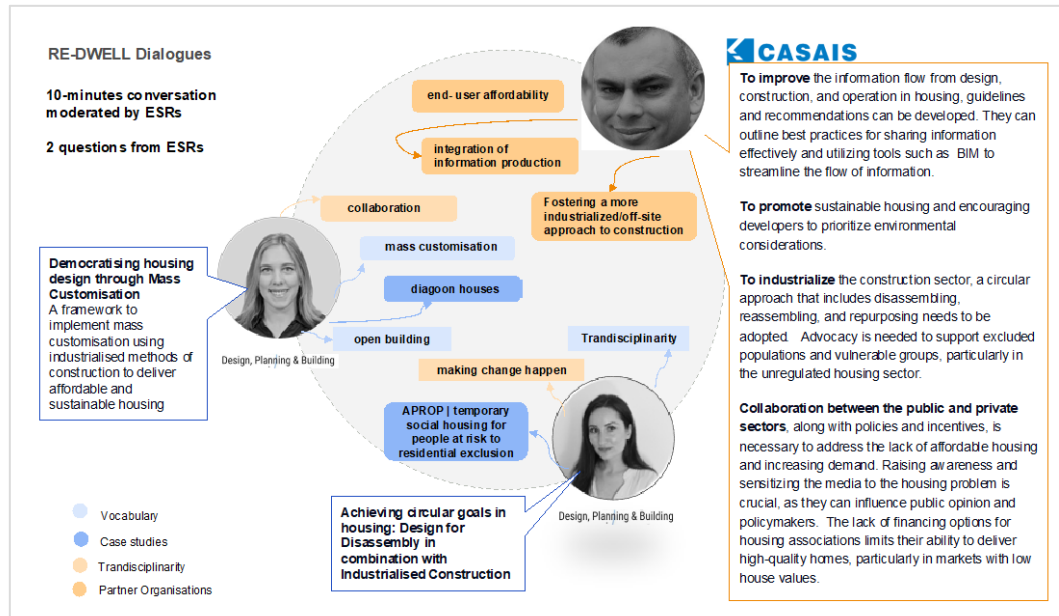 RE-DWELL Dialogues
10-minutes conversation
moderated by ESRs
2 questions from ESRs
end- user affordability
integration of
information production
Fostering a more
industrialized/off-site
approach to construction
collaboration
mass customisation
diagoon houses
open building
Design, Planning & Building
Democratising housing
design through Mass
Customisation
A framework to
implement mass
customisation using
industrialised methods of
construction to deliver
affordable and
sustainable housing
Trandisciplinarity
making change happen
APROP | temporary
social housing for
people at risk to
residential exclusion
Design, Planning & Building
Achieving circular goals in
housing: Design for
Disassembly in
combination with
Industrialised Construction
Vocabulary
Case studies
Trandisciplinarity
Partner Organisations
CASAIS
To improve the information flow from design,
construction, and operation in housing, guidelines
and recommendations can be developed. They can
outline best practices for sharing information
effectively and utilizing tools such as BIM to
streamline the flow of information.
To promote sustainable housing and encouraging
developers to prioritize environmental
considerations.
To industrialize the construction sector, a circular
approach that includes disassembling,
reassembling, and repurposing needs to be
adopted. Advocacy is needed to support excluded
populations and vulnerable groups, particularly in
the unregulated housing sector.
Collaboration between the public and private
sectors, along with policies and incentives, is
necessary to address the lack of affordable housing
and increasing demand. Raising awareness and
sensitizing the media to the housing problem is
crucial, as they can influence public opinion and
policymakers. The lack of financing options for
housing associations limits their ability to deliver
high-quality homes, particularly in markets with low
house values.